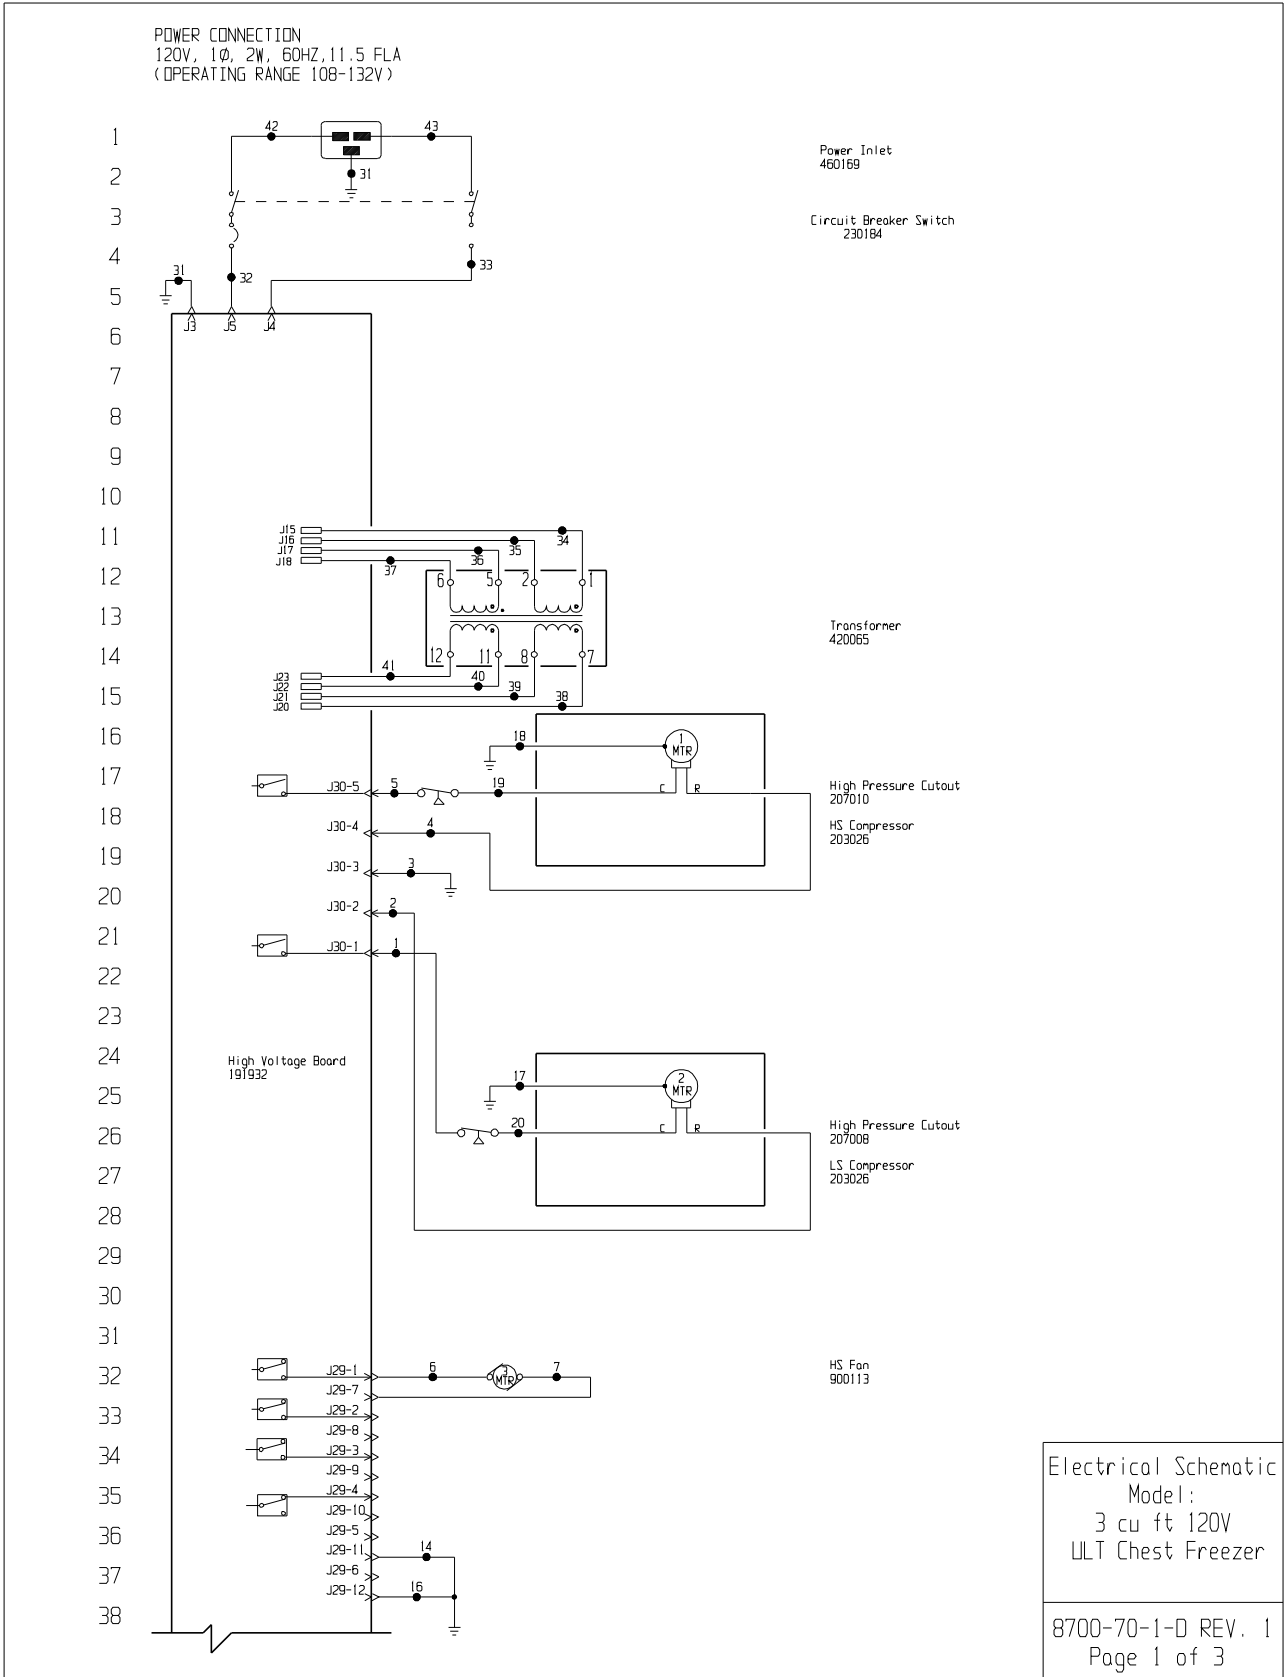 POWER CONNECTION
120V, 1Ø, 2W, 60HZ,11.5 FLA
(OPERATING RANGE 108-132V)
1
42
43
Power Inlet
460169
2
31
3
Circuit Breaker Switch
230184
4
31
32
33
5
J3
J5
J4
6
7
8
9
10
11
J15
J16
J17
J18
34
35
36
37
12
6
5
2
1
13
Transformer
420065
14
12
11
8
7
J23
J22
J21
J20
41
40
39
38
15
16
18
1
MTR
17
J30-5
5
19
C
R
High Pressure Cutout
207010
18
J30-4
4
HS Compressor
203026
19
J30-3
3
20
J30-2
2
21
J30-1
1
22
23
24
High Voltage Board
191932
25
17
2
MTR
26
20
C
R
High Pressure Cutout
207008
27
LS Compressor
203026
28
29
30
31
32
J29-1
6
3
MTR
7
HS Fan
900113
J29-7
33
J29-2
J29-8
34
J29-3
J29-9
35
J29-4
J29-10
36
J29-5
J29-11
14
37
J29-6
J29-12
16
38
Electrical Schematic
Model:
3 cu ft 120V
ULT Chest Freezer
8700-70-1-D REV. 1
Page 1 of 3